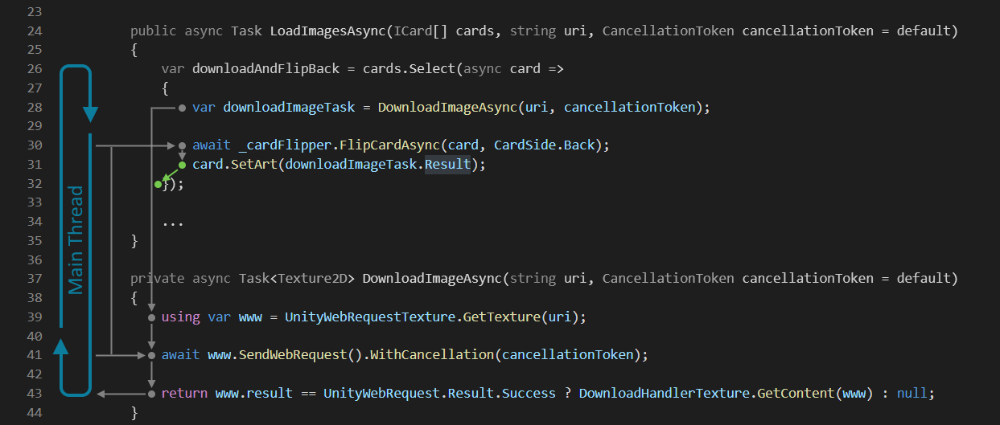 23
24 public async Task LoadImagesAsync(ICard[] cards, string uri, CancellationToken cancellationToken = default)
25 {
26 var downloadAndFlipBack = cards.Select(async card =>
27 {
28 var downloadImageTask = DownloadImageAsync(uri, cancellationToken);
29
30 await _cardFlipper.FlipCardAsync(card, CardSide.Back);
31 card.SetArt(downloadImageTask.Result);
32 });
33
34 ...
35 }
36
37 private async Task<Texture2D> DownloadImageAsync(string uri, CancellationToken cancellationToken = default)
38 {
39 using var www = UnityWebRequestTexture.GetTexture(uri);
40
41 await www.SendWebRequest().WithCancellation(cancellationToken);
42
43 return www.result == UnityWebRequest.Result.Success ? DownloadHandlerTexture.GetContent(www) : null;
44 }
Main Thread